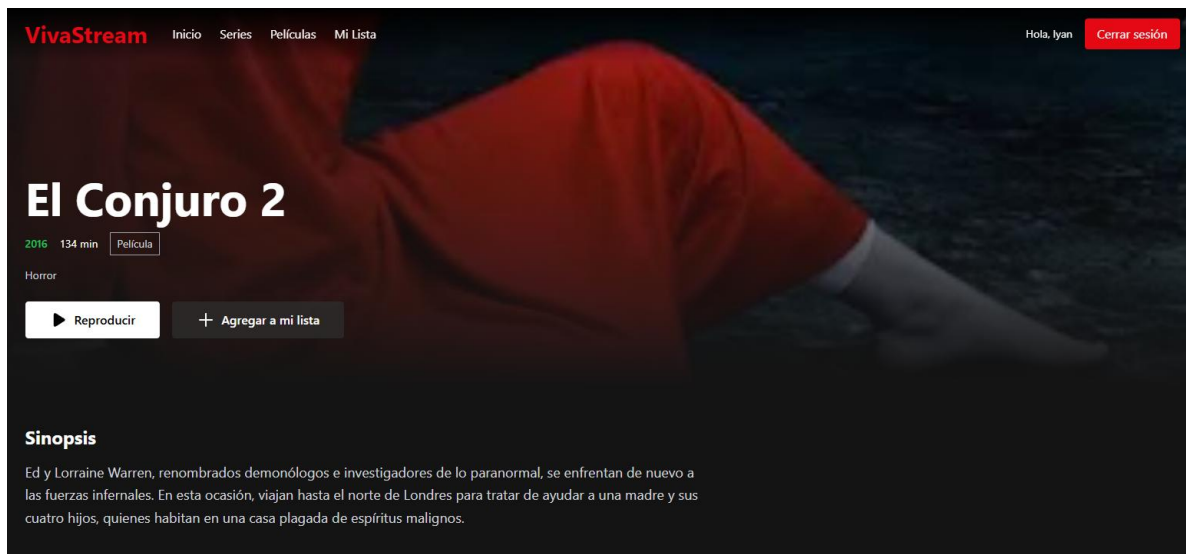 VivaStream Inicio Series Películas Mi Lista Hola, Iyan Cerrar sesión
El Conjuro 2
2016 134 min Película
Horror
Reproducir Agregar a mi lista
Sinopsis
Ed y Lorraine Warren, renombrados demonólogos e investigadores de lo paranormal, se enfrentan de nuevo a
las fuerzas infernales. En esta ocasión, viajan hasta el norte de Londres para tratar de ayudar a una madre y sus
cuatro hijos, quienes habitan en una casa plagada de espíritus malignos.